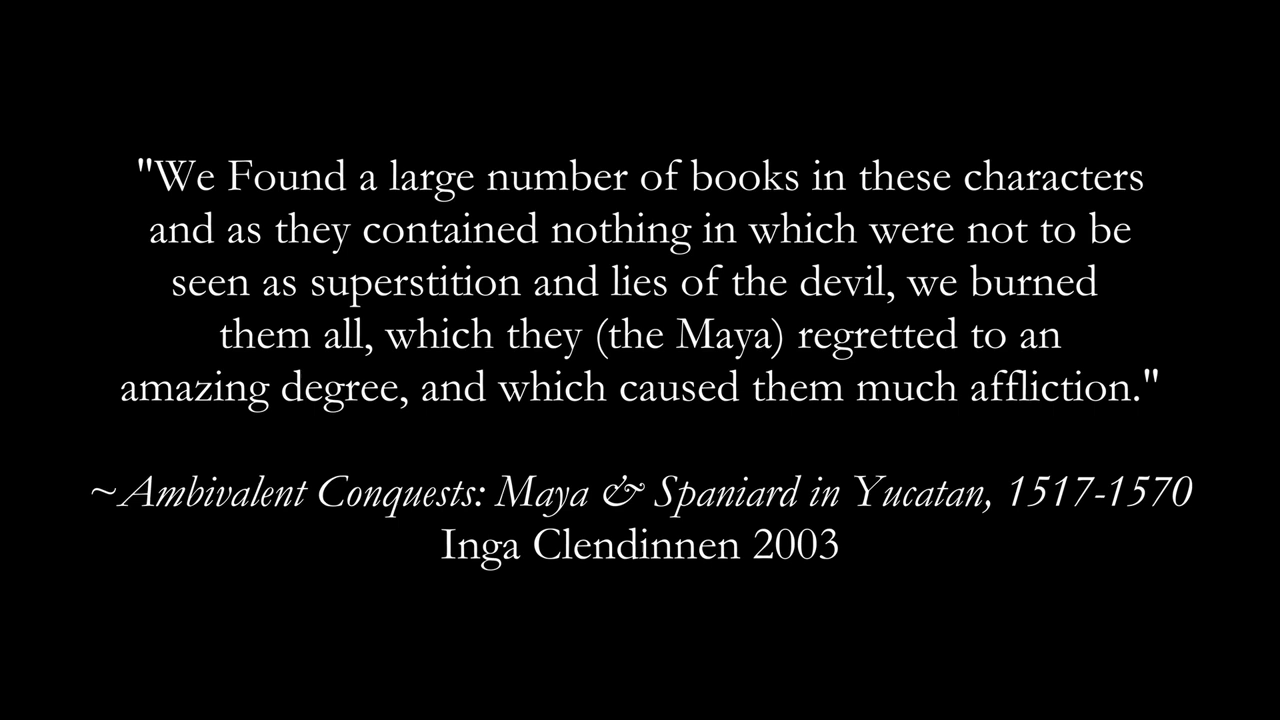 "We Found a large number of books in these characters
and as they contained nothing in which were not to be
seen as superstition and lies of the devil, we burned
them all, which they (the Maya) regretted to an
amazing degree, and which caused them much affliction."
~Ambivalent Conquests: Maya & Spaniard in Yucatan, 1517-1570
Inga Clendinnen 2003